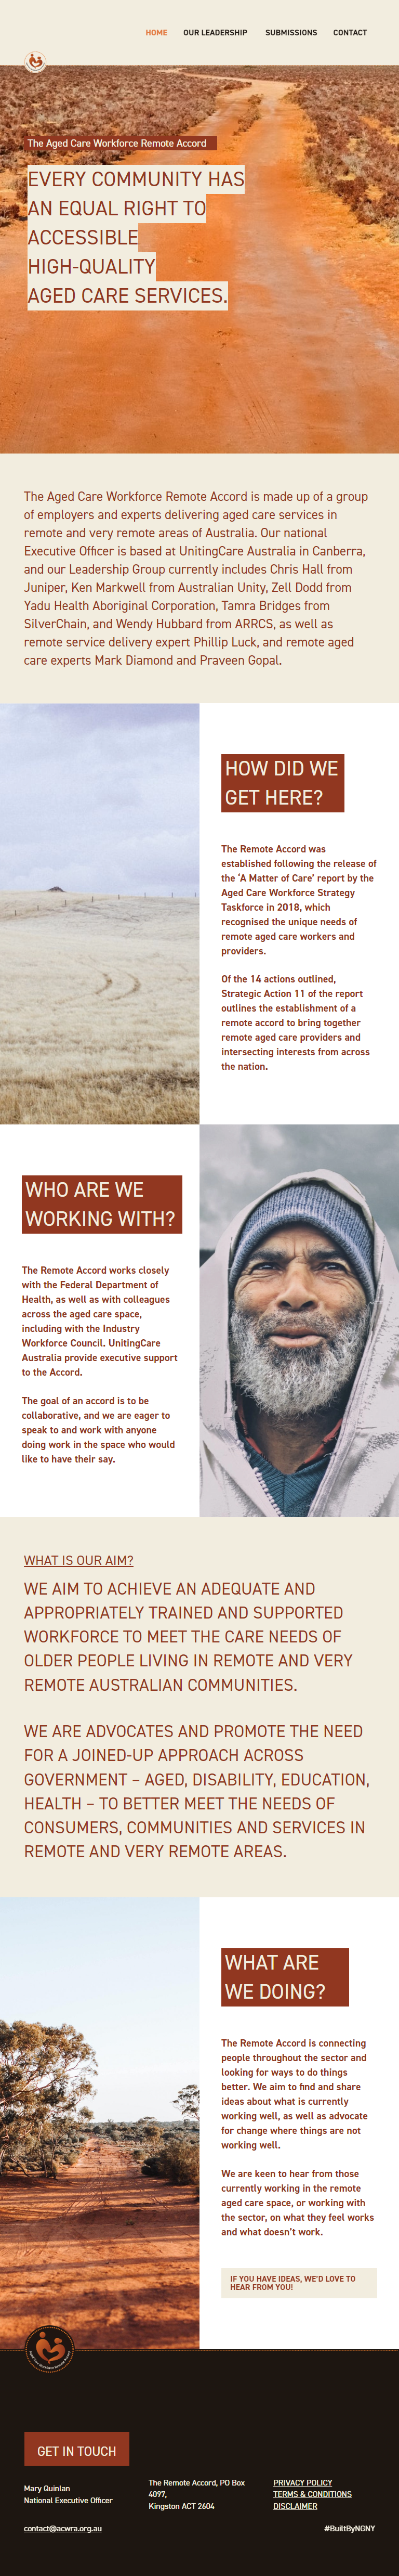 HOME
OUR LEADERSHIP
SUBMISSIONS
CONTACT
The Aged Care Workforce Remote Accord
EVERY COMMUNITY HAS
AN EQUAL RIGHT TO
ACCESSIBLE
HIGH-QUALITY
AGED CARE SERVICES.
The Aged Care Workforce Remote Accord is made up of a group
of employers and experts delivering aged care services in
remote and very remote areas of Australia. Our national
Executive Officer is based at UnitingCare Australia in Canberra,
and our Leadership Group currently includes Chris Hall from
Juniper, Ken Markwell from Australian Unity, Zell Dodd from
Yadu Health Aboriginal Corporation, Tamra Bridges from
SilverChain, and Wendy Hubbard from ARRCS, as well as
remote service delivery expert Phillip Luck, and remote aged
care experts Mark Diamond and Praveen Gopal.
HOW DID WE
GET HERE?
The Remote Accord was
established following the release of
the ‘A Matter of Care’ report by the
Aged Care Workforce Strategy
Taskforce in 2018, which
recognised the unique needs of
remote aged care workers and
providers.
Of the 14 actions outlined,
Strategic Action 11 of the report
outlines the establishment of a
remote accord to bring together
remote aged care providers and
intersecting interests from across
the nation.
WHO ARE WE
WORKING WITH?
The Remote Accord works closely
with the Federal Department of
Health, as well as with colleagues
across the aged care space,
including with the Industry
Workforce Council. UnitingCare
Australia provide executive support
to the Accord.
The goal of an accord is to be
collaborative, and we are eager to
speak to and work with anyone
doing work in the space who would
like to have their say.
WHAT IS OUR AIM?
WE AIM TO ACHIEVE AN ADEQUATE AND
APPROPRIATELY TRAINED AND SUPPORTED
WORKFORCE TO MEET THE CARE NEEDS OF
OLDER PEOPLE LIVING IN REMOTE AND VERY
REMOTE AUSTRALIAN COMMUNITIES.
WE ARE ADVOCATES AND PROMOTE THE NEED
FOR A JOINED-UP APPROACH ACROSS
GOVERNMENT – AGED, DISABILITY, EDUCATION,
HEALTH – TO BETTER MEET THE NEEDS OF
CONSUMERS, COMMUNITIES AND SERVICES IN
REMOTE AND VERY REMOTE AREAS.
WHAT ARE
WE DOING?
The Remote Accord is connecting
people throughout the sector and
looking for ways to do things
better. We aim to find and share
ideas about what is currently
working well, as well as advocate
for change where things are not
working well.
We are keen to hear from those
currently working in the remote
aged care space, or working with
the sector, on what they feel works
and what doesn’t work.
IF YOU HAVE IDEAS, WE’D LOVE TO
HEAR FROM YOU!
Aged Care Workforce Remote Accord
GET IN TOUCH
Mary Quinlan
National Executive Officer
contact@acwra.org.au
The Remote Accord, PO Box
4097,
Kingston ACT 2604
PRIVACY POLICY
TERMS & CONDITIONS
DISCLAIMER
#BuiltByNGNY